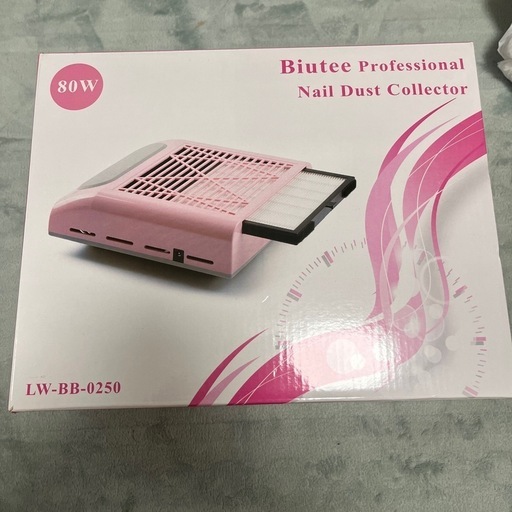 80W
Biutee Professional
Nail Dust Collector
LW-BB-0250